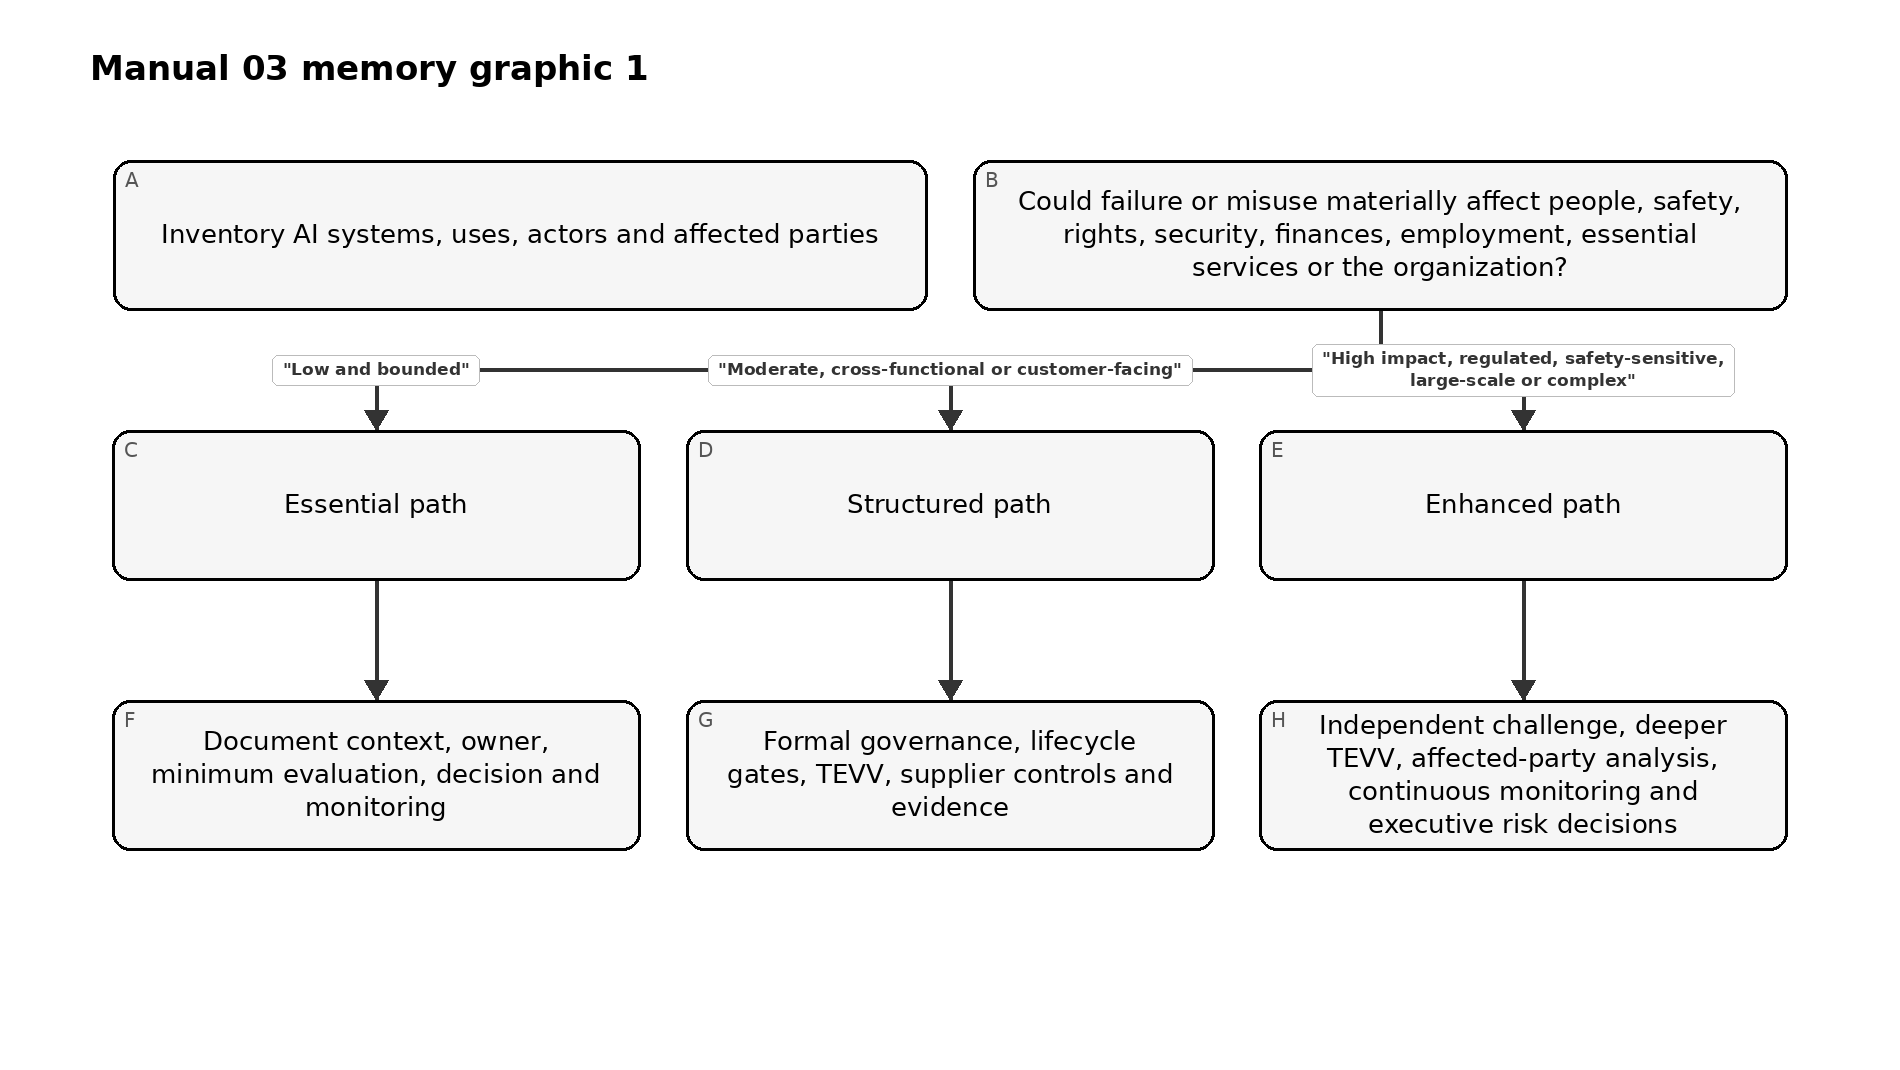 Manual 03 memory graphic 1
A
Inventory AI systems, uses, actors and affected parties
B
Could failure or misuse materially affect people, safety,
rights, security, finances, employment, essential
services or the organization?
"Low and bounded"
"Moderate, cross-functional or customer-facing"
"High impact, regulated, safety-sensitive,
large-scale or complex"
C
Essential path
D
Structured path
E
Enhanced path
F
Document context, owner,
minimum evaluation, decision and
monitoring
G
Formal governance, lifecycle
gates, TEVV, supplier controls and
evidence
H
Independent challenge, deeper
TEVV, affected-party analysis,
continuous monitoring and
executive risk decisions